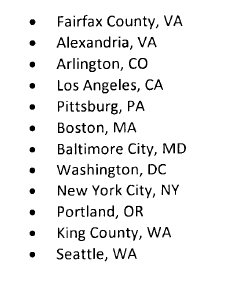 • Fairfax County, VA
• Alexandria, VA
• Arlington, CO
• Los Angeles, CA
• Pittsburg, PA
• Boston, MA
• Baltimore City, MD
• Washington, DC
• New York City, NY
• Portland, OR
• King County, WA
• Seattle, WA